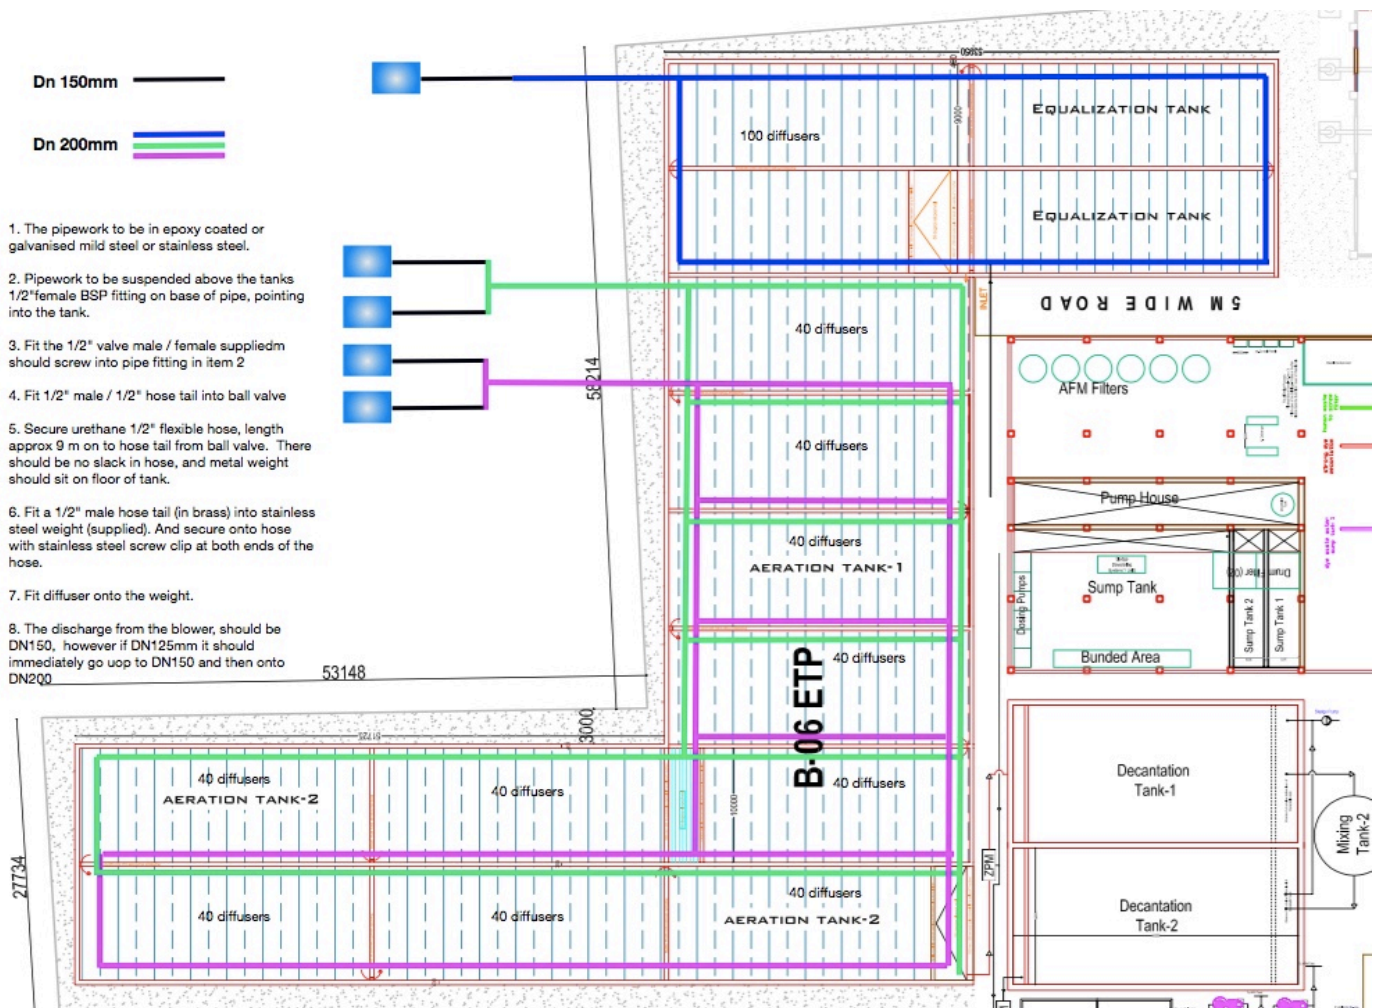 Dn 150mm
Dn 200mm
1. The pipework to be in epoxy coated or
galvanised mild steel or stainless steel.
2. Pipework to be suspended above the tanks
1/2"female BSP fitting on base of pipe, pointing
into the tank.
3. Fit the 1/2" valve male / female suppliedm
should screw into pipe fitting in item 2
4. Fit 1/2" male / 1/2" hose tail into ball valve
5. Secure urethane 1/2" flexible hose, length
approx 9 m on to hose tail from ball valve.  There
should be no slack in hose, and metal weight
should sit on floor of tank.
6. Fit a 1/2" male hose tail (in brass) into stainless
steel weight (supplied). And secure onto hose
with stainless steel screw clip at both ends of the
hose.
7. Fit diffuser onto the weight.
8. The discharge from the blower, should be
DN150,  however if DN125mm it should
immediately go uop to DN150 and then onto
DN200
53148
58214
3000
27734
51725
53950
9000
10000
100 diffusers
EQUALIZATION TANK
EQUALIZATION TANK
INLET
5 M WIDE ROAD
40 diffusers
40 diffusers
40 diffusers
AERATION TANK-1
40 diffusers
B-06 ETP
40 diffusers
40 diffusers
AERATION TANK-2
40 diffusers
40 diffusers
40 diffusers
40 diffusers
AERATION TANK-2
AFM Filters
Pump House
Sump Tank
Dosing Pumps
Drum Filter (02)
Sump Tank 2
Sump Tank 1
Bunded Area
ZPM
Decantation
Tank-1
Mixing
Tank-2
Decantation
Tank-2